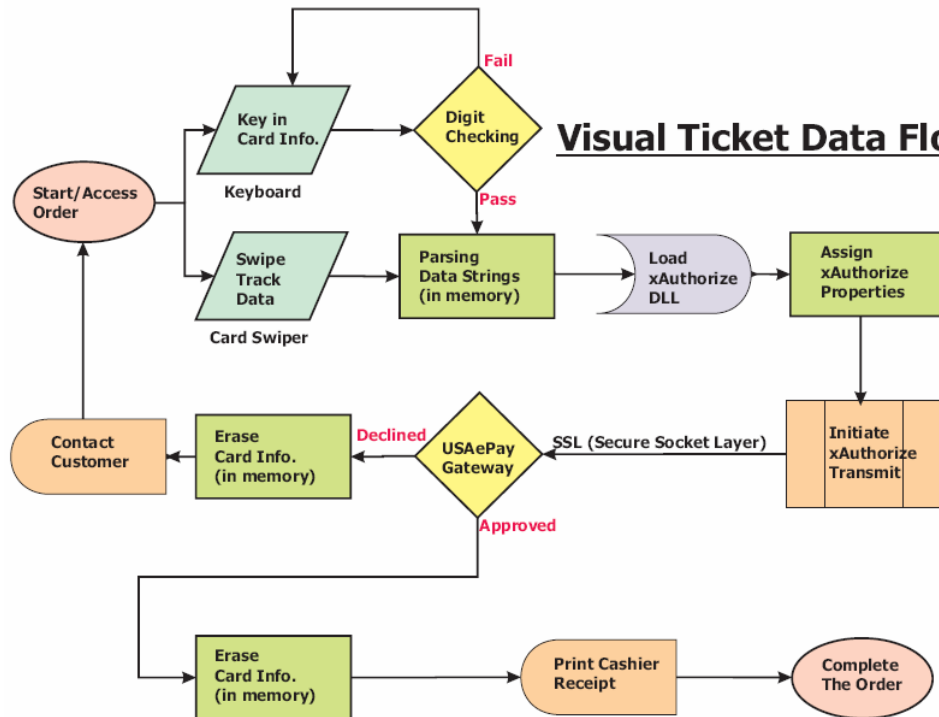 Fail
Key in
Card Info.
Digit
Checking
Visual Ticket Data Flo
Keyboard
Start/Access
Order
Pass
Swipe
Track
Data
Parsing
Data Strings
(in memory)
Load
xAuthorize
DLL
Assign
xAuthorize
Properties
Card Swiper
Contact
Customer
Erase
Card Info.
(in memory)
Declined
USAePay
Gateway
SSL (Secure Socket Layer)
Initiate
xAuthorize
Transmit
Approved
Erase
Card Info.
(in memory)
Print Cashier
Receipt
Complete
The Order